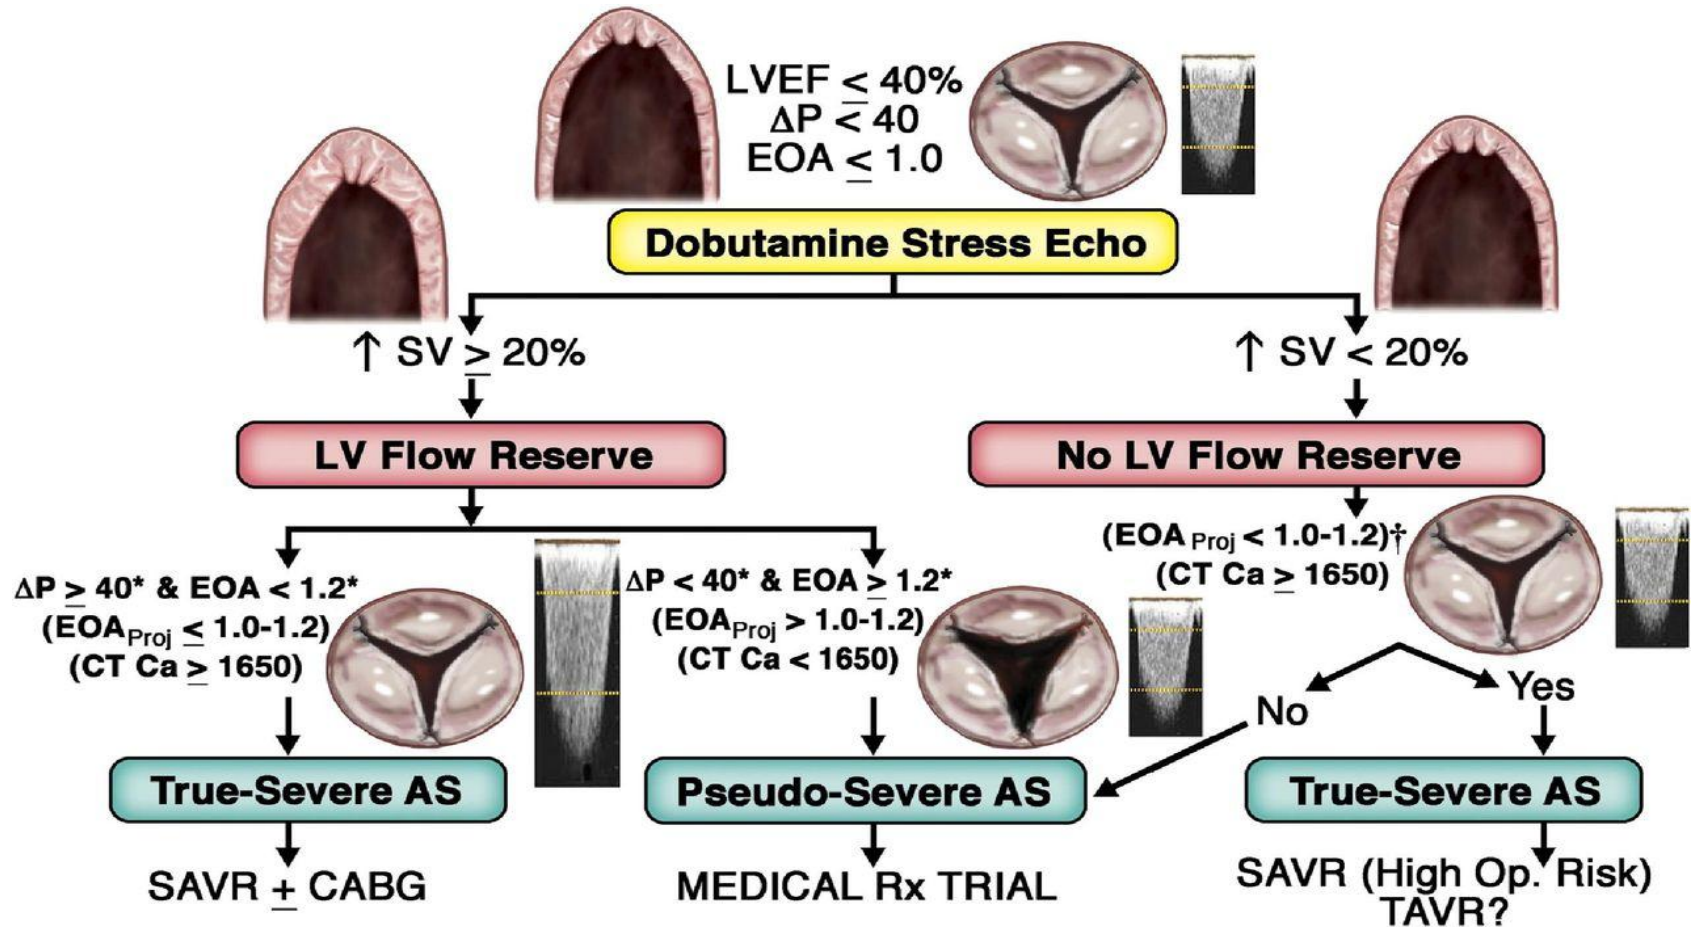 LVEF ≤ 40%
ΔP < 40
EOA ≤ 1.0
Dobutamine Stress Echo
↑ SV ≥ 20%
↑ SV < 20%
LV Flow Reserve
No LV Flow Reserve
ΔP ≥ 40* & EOA < 1.2*
(EOAProj ≤ 1.0-1.2)
(CT Ca ≥ 1650)
ΔP < 40* & EOA ≥ 1.2*
(EOAProj > 1.0-1.2)
(CT Ca < 1650)
(EOA Proj < 1.0-1.2)†
(CT Ca ≥ 1650)
No
Yes
True-Severe AS
Pseudo-Severe AS
True-Severe AS
SAVR ± CABG
MEDICAL Rx TRIAL
SAVR (High Op. Risk)
TAVR?